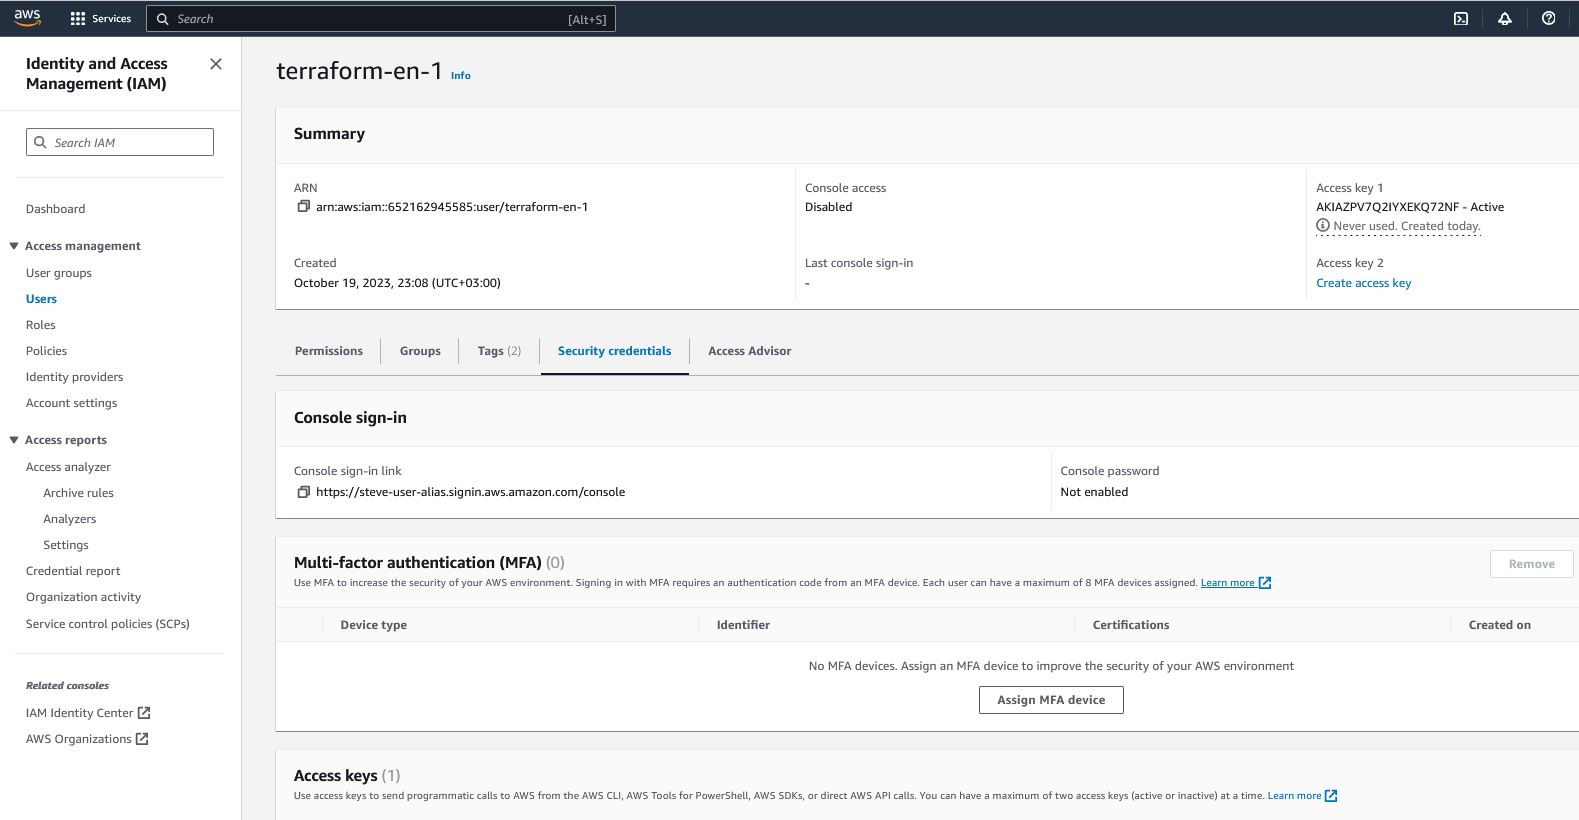 aws
Services
Search
[Alt+S]
Identity and Access
Management (IAM)
Search IAM
Dashboard
Access management
User groups
Users
Roles
Policies
Identity providers
Account settings
Access reports
Access analyzer
Archive rules
Analyzers
Settings
Credential report
Organization activity
Service control policies (SCPs)
Related consoles
IAM Identity Center
AWS Organizations
terraform-en-1 Info
Summary
ARN
arn:aws:iam::652162945585:user/terraform-en-1
Created
October 19, 2023, 23:08 (UTC+03:00)
Console access
Disabled
Last console sign-in
-
Access key 1
AKIAZPV7Q2IYXEKQ72NF - Active
Never used. Created today.
Access key 2
Create access key
Permissions
Groups
Tags (2)
Security credentials
Access Advisor
Console sign-in
Console sign-in link
https://steve-user-alias.signin.aws.amazon.com/console
Console password
Not enabled
Multi-factor authentication (MFA) (0)
Use MFA to increase the security of your AWS environment. Signing in with MFA requires an authentication code from an MFA device. Each user can have a maximum of 8 MFA devices assigned. Learn more
Remove
Device type
Identifier
Certifications
Created on
No MFA devices. Assign an MFA device to improve the security of your AWS environment
Assign MFA device
Access keys (1)
Use access keys to send programmatic calls to AWS from the AWS CLI, AWS Tools for PowerShell, AWS SDKs, or direct AWS API calls. You can have a maximum of two access keys (active or inactive) at a time. Learn more